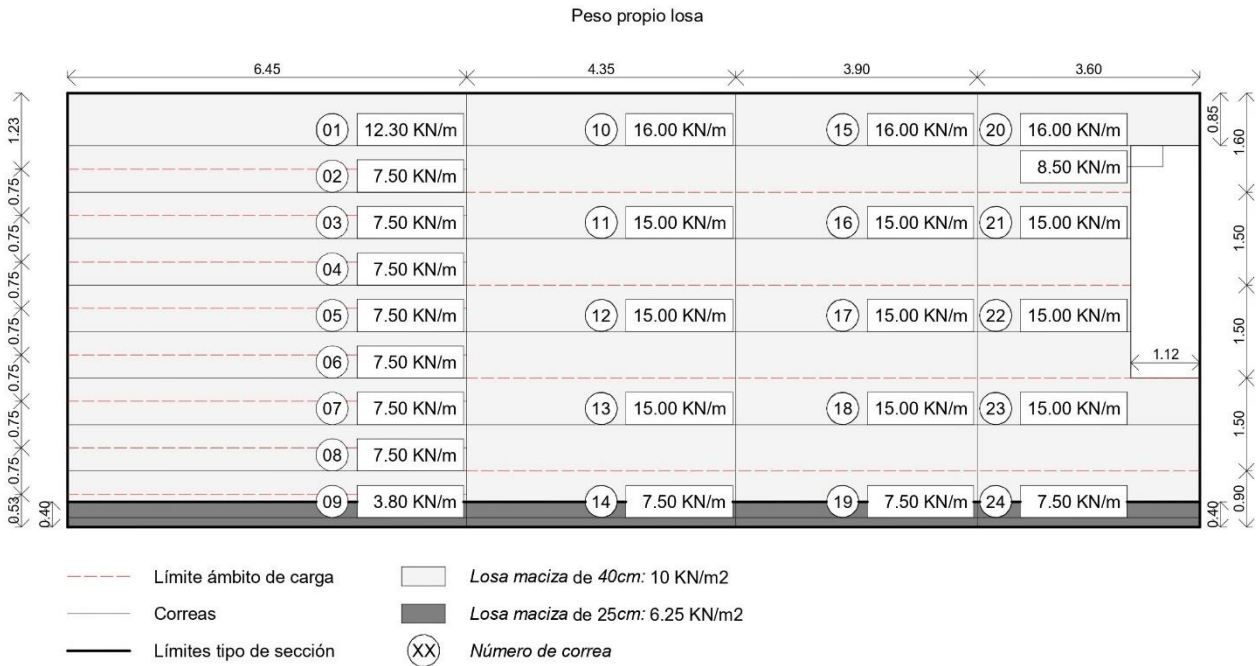 Peso propio losa
6.45
4.35
3.90
3.60
1.23
0.75
0.75
0.75
0.75
0.75
0.75
0.75
0.53
0.40
01 12.30 KN/m
02 7.50 KN/m
03 7.50 KN/m
04 7.50 KN/m
05 7.50 KN/m
06 7.50 KN/m
07 7.50 KN/m
08 7.50 KN/m
09 3.80 KN/m
10 16.00 KN/m
11 15.00 KN/m
12 15.00 KN/m
13 15.00 KN/m
14 7.50 KN/m
15 16.00 KN/m
16 15.00 KN/m
17 15.00 KN/m
18 15.00 KN/m
19 7.50 KN/m
20 16.00 KN/m
8.50 KN/m
21 15.00 KN/m
22 15.00 KN/m
23 15.00 KN/m
24 7.50 KN/m
1.12
0.85
0.40
1.60
1.50
1.50
1.50
0.90
Límite ámbito de carga
Correas
Límites tipo de sección
Losa maciza de 40cm: 10 KN/m2
Losa maciza de 25cm: 6.25 KN/m2
XX Número de correa